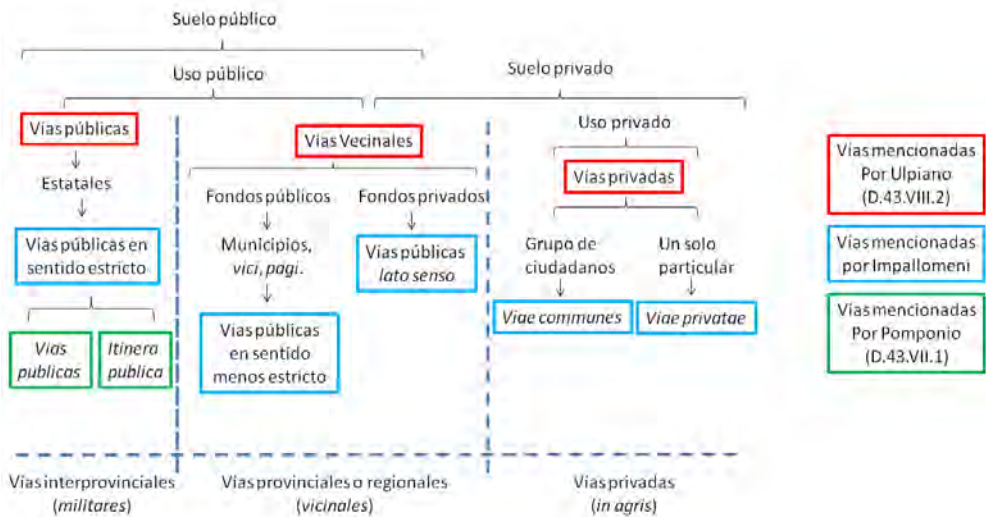 Suelo público
Uso público
Suelo privado
Vías públicas
Estatales
Vías públicas en
sentido estricto
Vías
publicas
Itinera
publica
Vías Vecinales
Fondos públicos
Municipios,
vici, pagi.
Vías públicas
en sentido
menos estricto
Fondos privados
Vías públicas
lato senso
Uso privado
Vías privadas
Grupo de
ciudadanos
Viae communes
Un solo
particular
Viae privatae
Vías interprovinciales
(militares)
Vías provinciales o regionales
(vicinales)
Vías privadas
(in agris)
Vías mencionadas
Por Ulpiano
(D.43.VIII.2)
Vías mencionadas
por Impallomeni
Vías mencionadas
Por Pomponio
(D.43.VII.1)